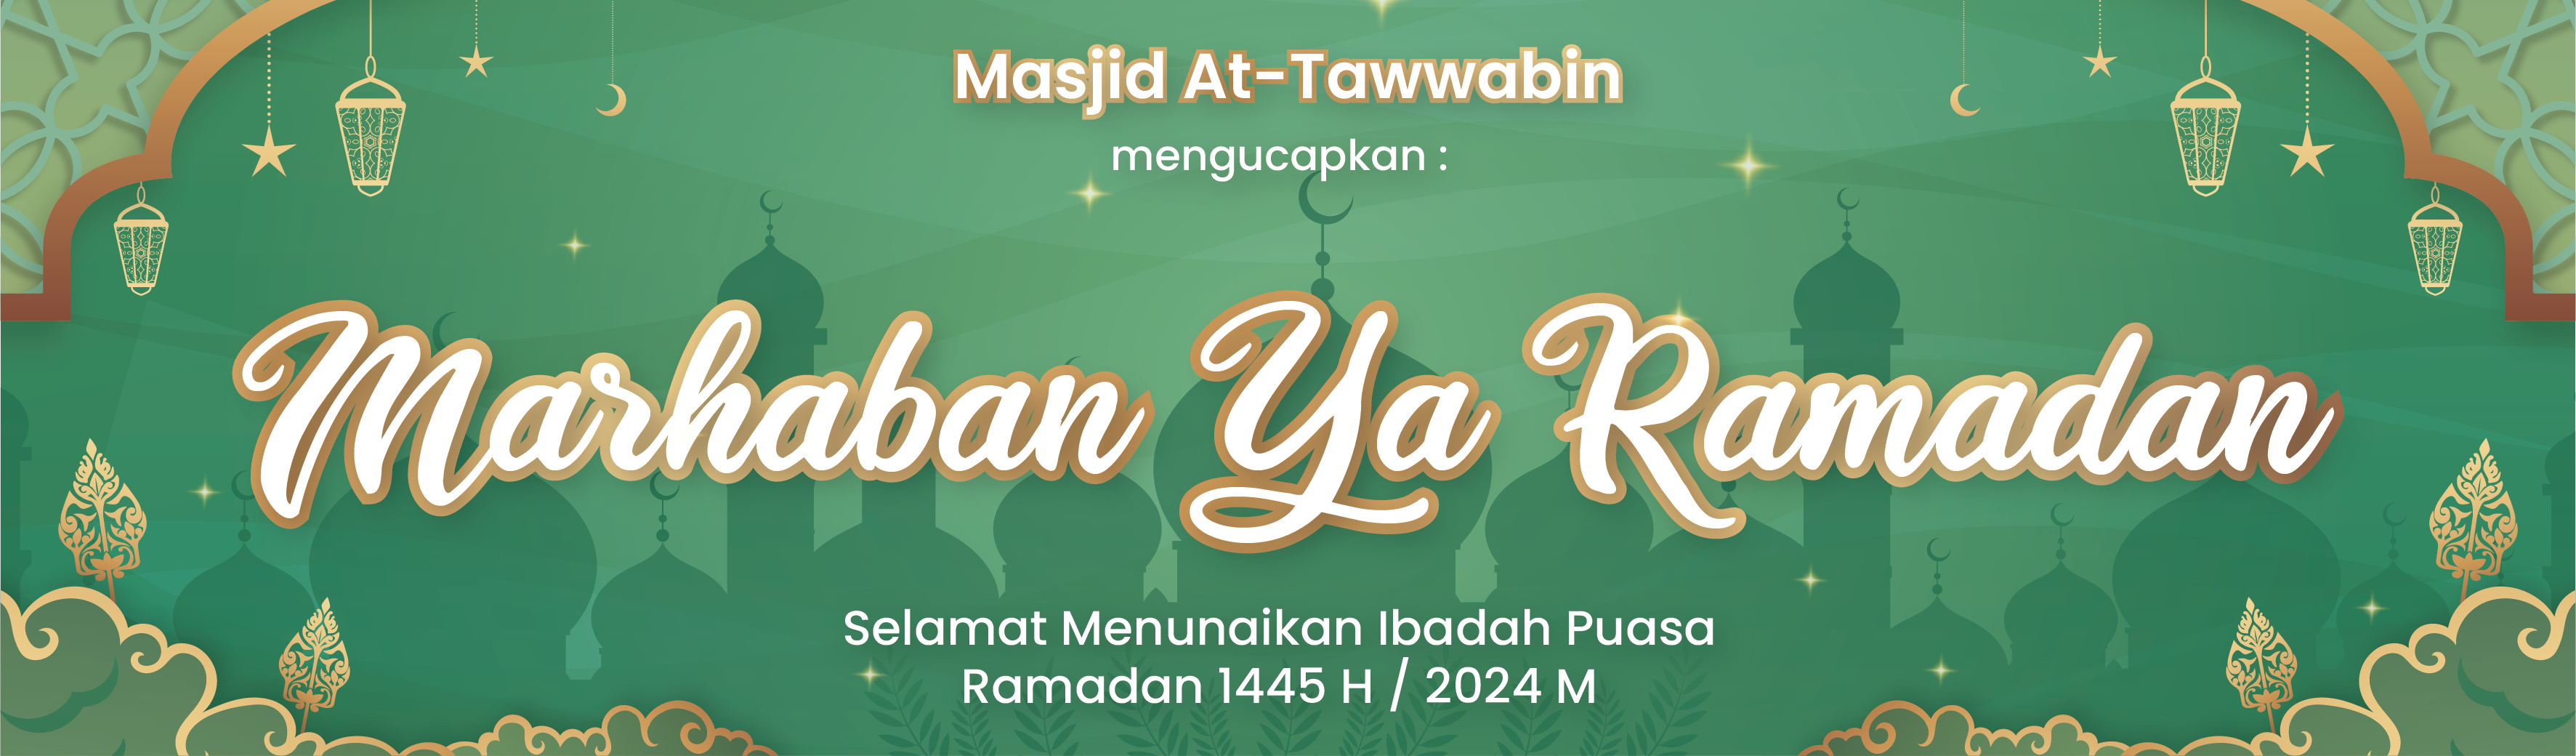 Masjid At-Tawwabin
mengucapkan :
Marhaban Ya Ramadan
Selamat Menunaikan Ibadah Puasa
Ramadan 1445 H / 2024 M